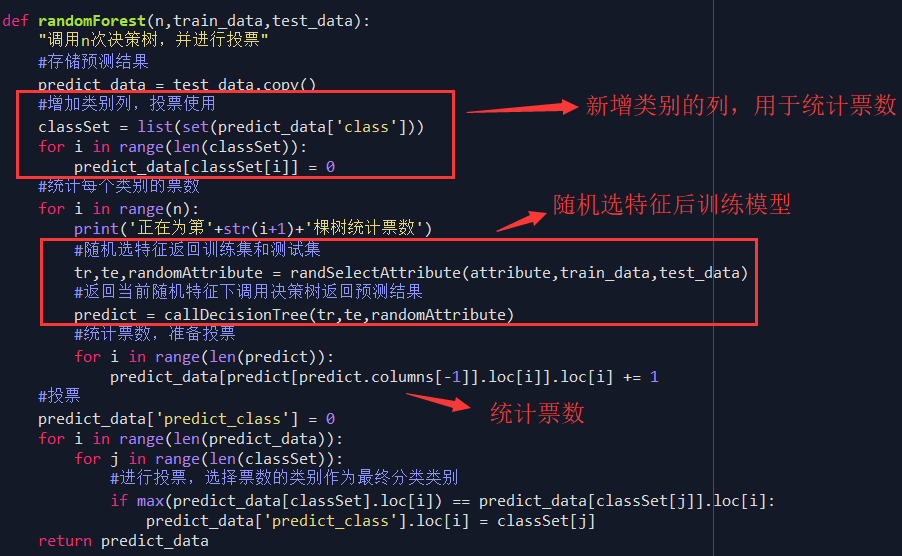 def randomForest(n,train_data,test_data):
    "调用n次决策树，并进行投票"
    #存储预测结果
    predict_data = test_data.copy()
    #增加类别列，投票使用
    classSet = list(set(predict_data['class']))
    for i in range(len(classSet)):
        predict_data[classSet[i]] = 0
新增类别的列，用于统计票数
    #统计每个类别的票数
    for i in range(n):
        print('正在为第'+str(i+1)+'棵树统计票数')
随机选特征后训练模型
        #随机选特征返回训练集和测试集
        tr,te,randomAttribute = randSelectAttribute(attribute,train_data,test_data)
        #返回当前随机特征下调用决策树返回预测结果
        predict = callDecisionTree(tr,te,randomAttribute)
        #统计票数，准备投票
        for i in range(len(predict)):
            predict_data[predict[predict.columns[-1]].loc[i]].loc[i] += 1
统计票数
    #投票
    predict_data['predict_class'] = 0
    for i in range(len(predict_data)):
        for j in range(len(classSet)):
            #进行投票，选择票数的类别作为最终分类类别
            if max(predict_data[classSet].loc[i]) == predict_data[classSet[j]].loc[i]:
                predict_data['predict_class'].loc[i] = classSet[j]
    return predict_data